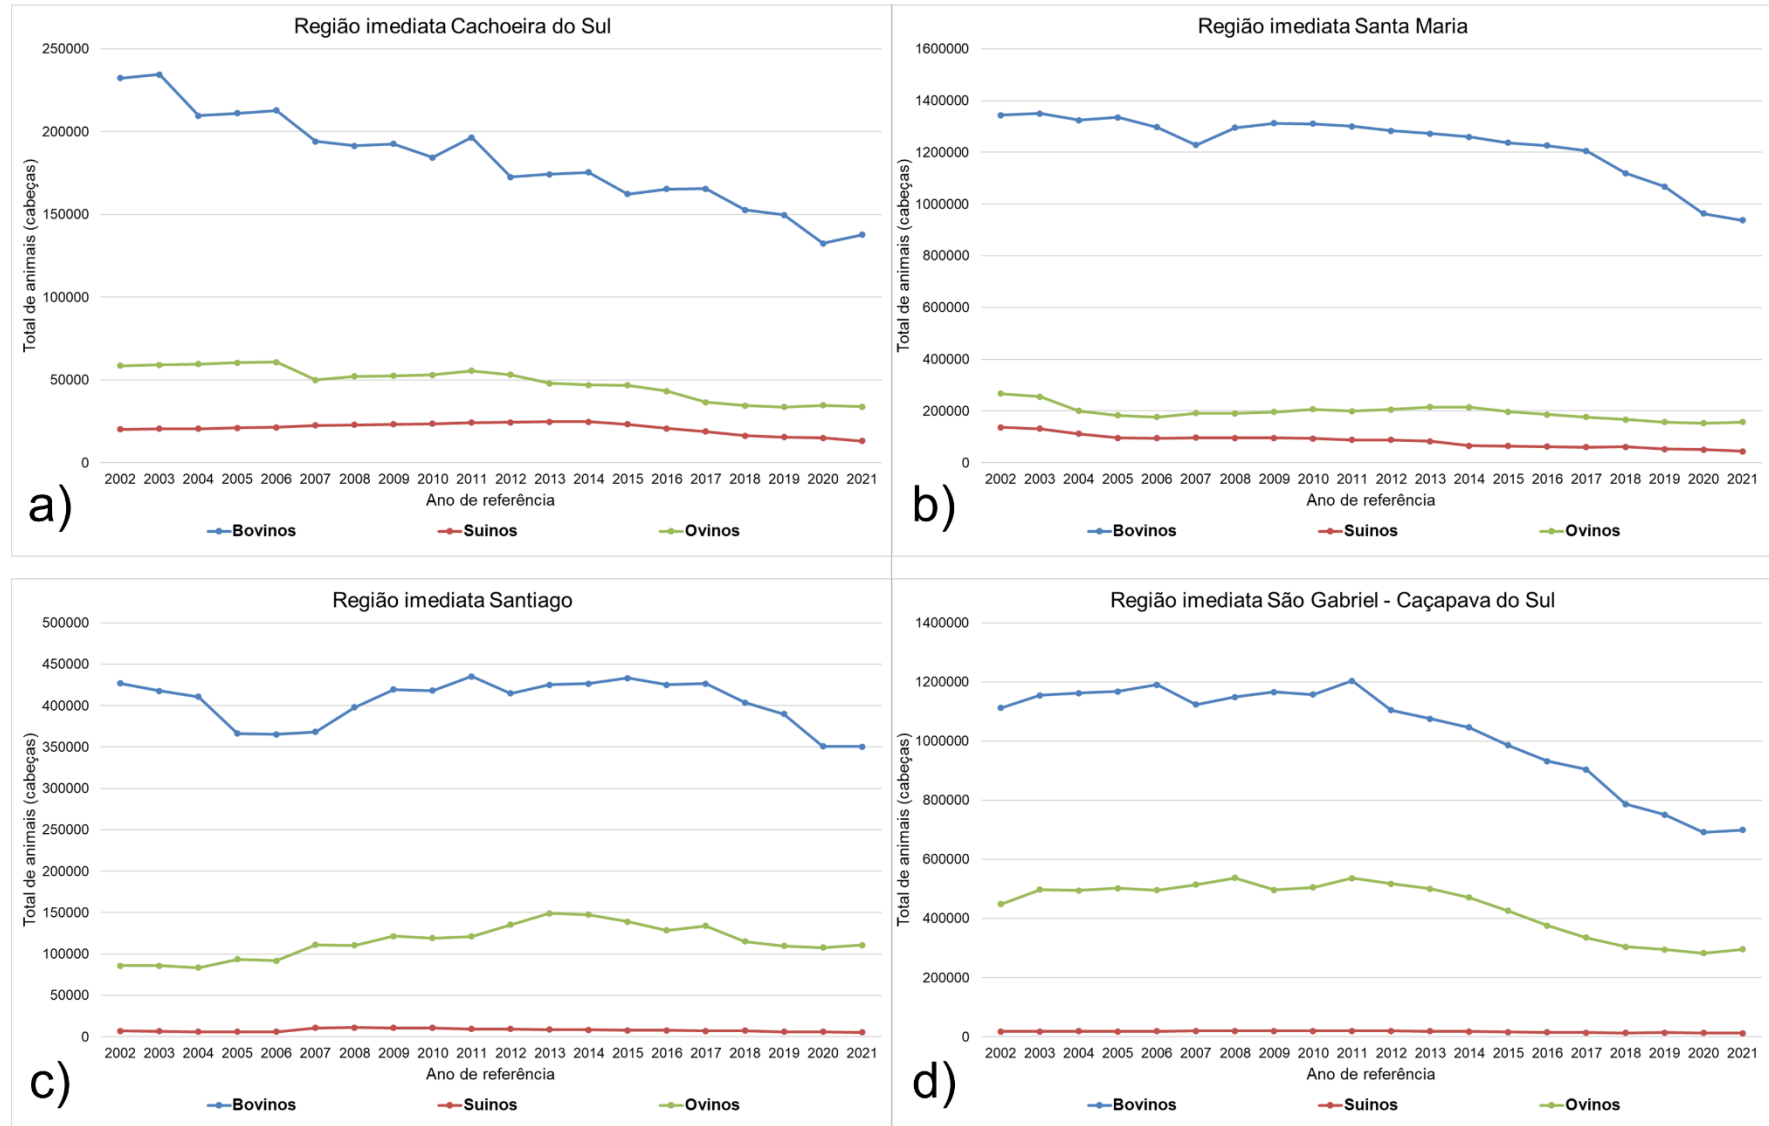 Região imediata Cachoeira do Sul
Total de animais (cabeças)
250000
200000
150000
100000
50000
0
2002 2003 2004 2005 2006 2007 2008 2009 2010 2011 2012 2013 2014 2015 2016 2017 2018 2019 2020 2021
Ano de referência
a)
Bovinos Suinos Ovinos
Região imediata Santa Maria
Total de animais (cabeças)
1600000
1400000
1200000
1000000
800000
600000
400000
200000
0
2002 2003 2004 2005 2006 2007 2008 2009 2010 2011 2012 2013 2014 2015 2016 2017 2018 2019 2020 2021
Ano de referência
b)
Bovinos Suinos Ovinos
Região imediata Santiago
Total de animais (cabeças)
500000
450000
400000
350000
300000
250000
200000
150000
100000
50000
0
2002 2003 2004 2005 2006 2007 2008 2009 2010 2011 2012 2013 2014 2015 2016 2017 2018 2019 2020 2021
Ano de referência
c)
Bovinos Suinos Ovinos
Região imediata São Gabriel - Caçapava do Sul
Total de animais (cabeças)
1400000
1200000
1000000
800000
600000
400000
200000
0
2002 2003 2004 2005 2006 2007 2008 2009 2010 2011 2012 2013 2014 2015 2016 2017 2018 2019 2020 2021
Ano de referência
d)
Bovinos Suinos Ovinos